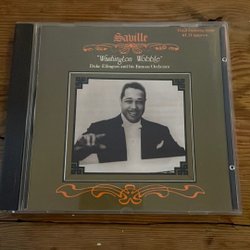 Saville
"Washington Wobble"
Duke Ellington and his Famous Orchestra